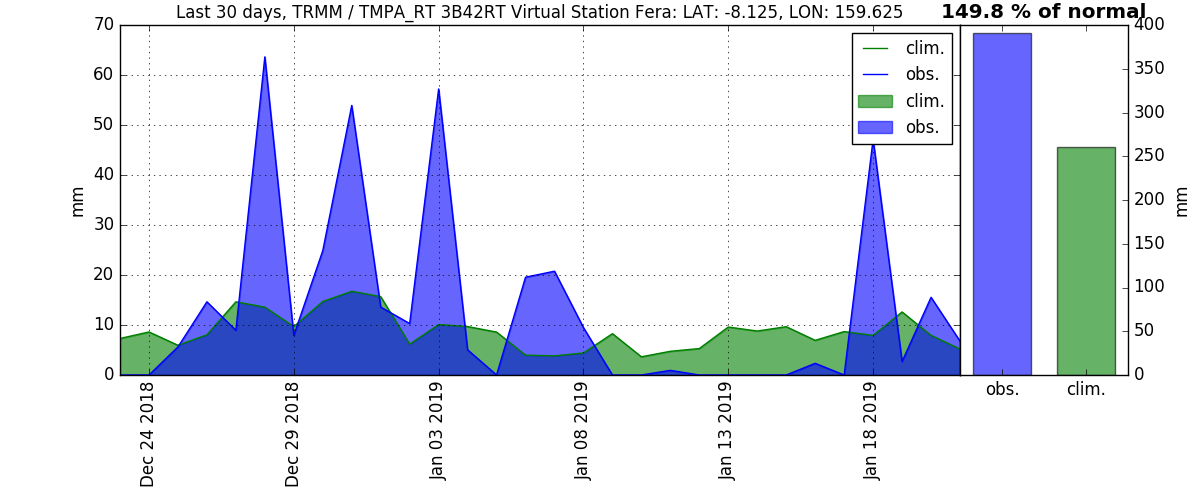 Last 30 days, TRMM / TMPA_RT 3B42RT Virtual Station Fera: LAT: -8.125, LON: 159.625
149.8 % of normal
70
60
50
40
30
20
10
0
mm
clim.
obs.
clim.
obs.
400
350
300
250
200
150
100
50
0
mm
obs.
clim.
Dec 24 2018
Dec 29 2018
Jan 03 2019
Jan 08 2019
Jan 13 2019
Jan 18 2019